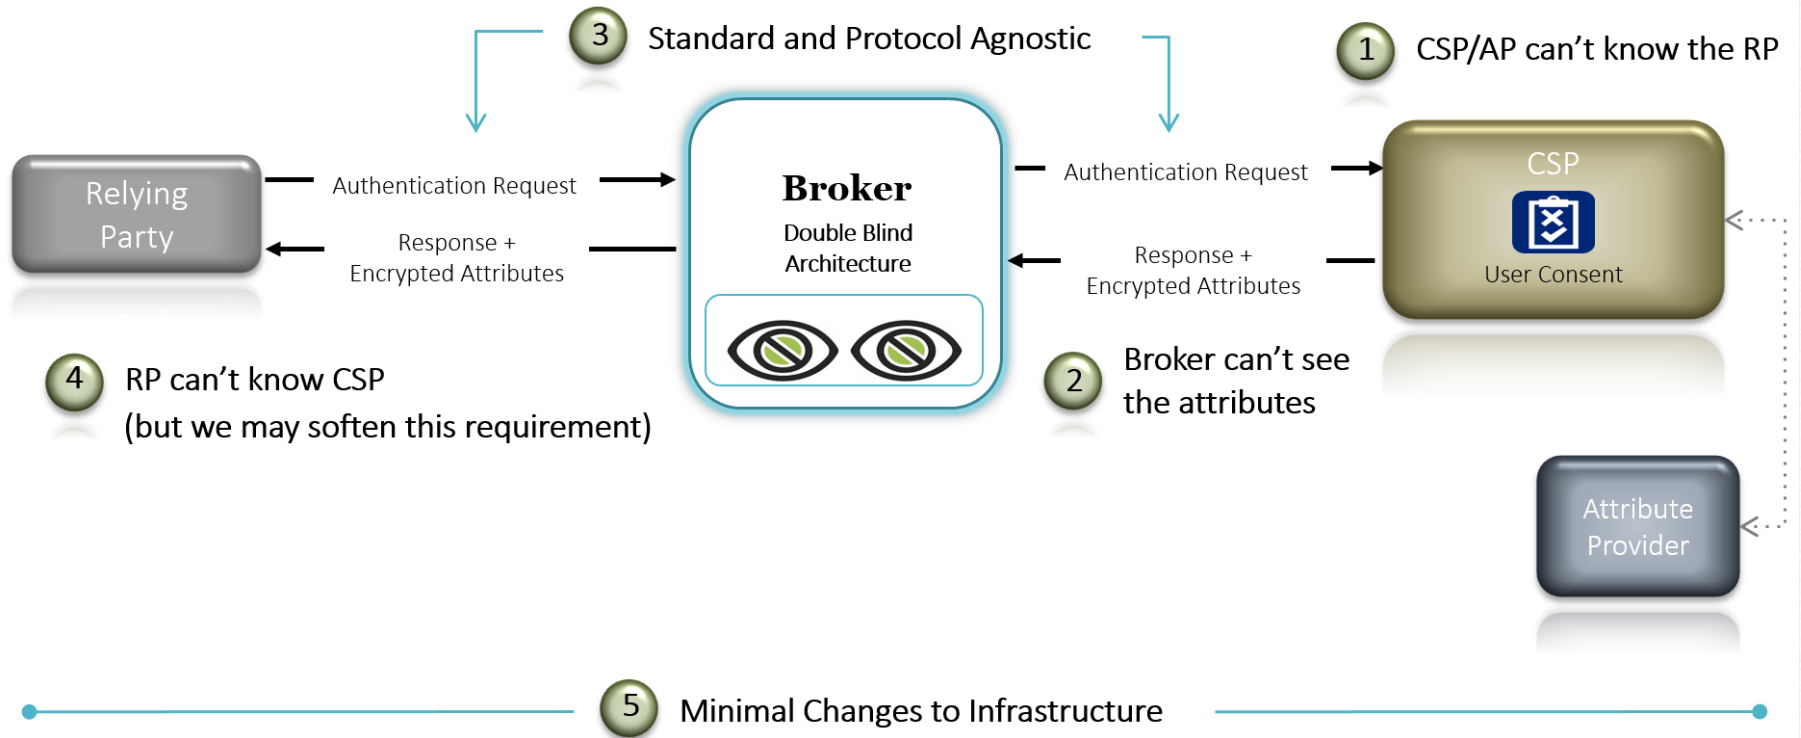 3 Standard and Protocol Agnostic
1 CSP/AP can't know the RP
Relying
Party
Authentication Request
Response +
Encrypted Attributes
Broker
Double Blind
Architecture
Authentication Request
Response +
Encrypted Attributes
CSP
User Consent
4 RP can't know CSP
(but we may soften this requirement)
2 Broker can't see
the attributes
Attribute
Provider
5 Minimal Changes to Infrastructure